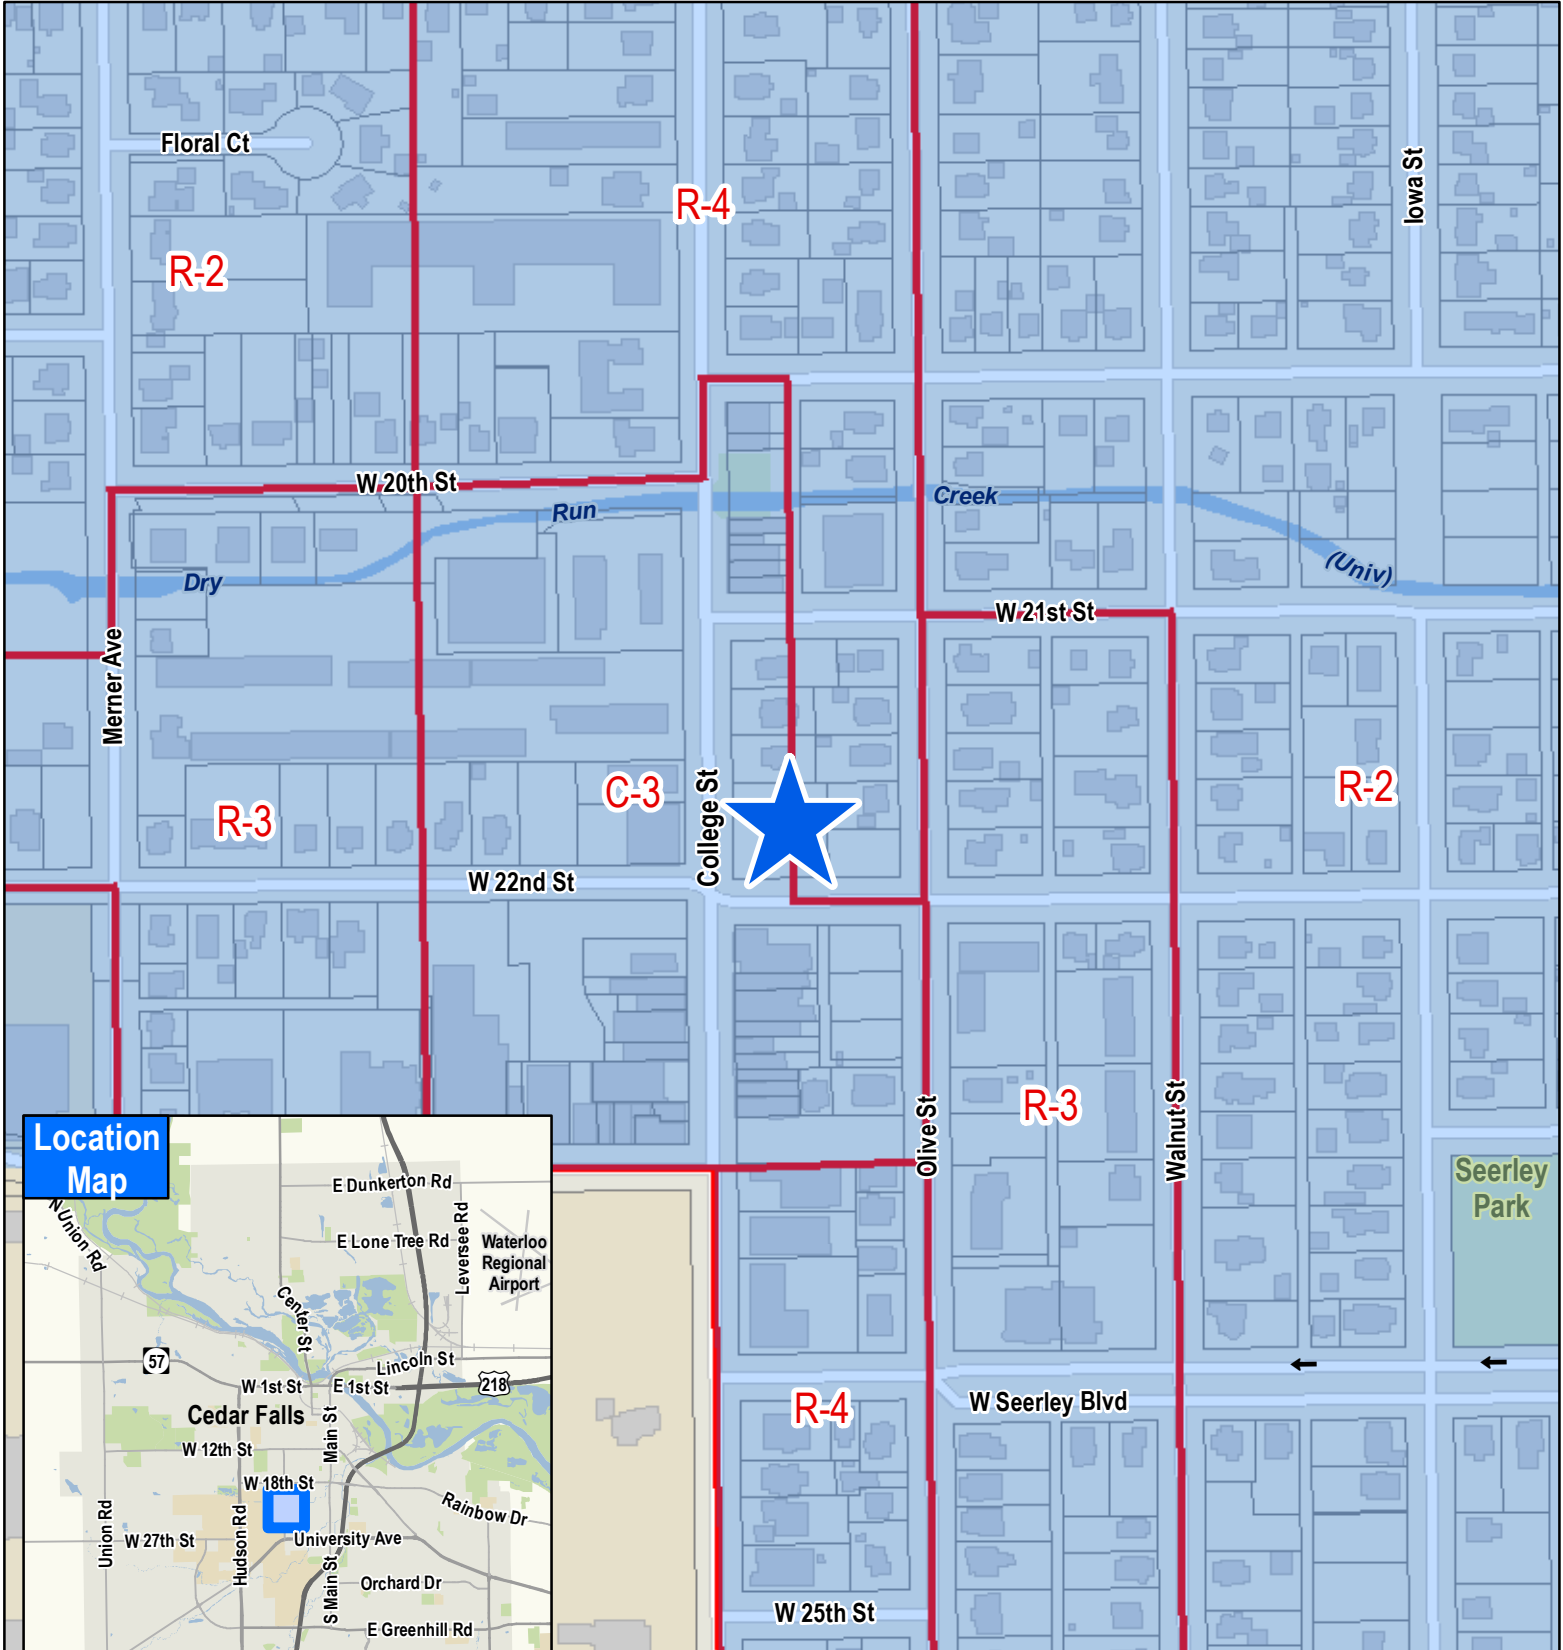 Floral Ct
R-4
Iowa St
R-2
W 20th St
Run
Creek
Dry
(Univ)
W 21st St
Merner Ave
R-3
C-3
College St
R-2
W 22nd St
Olive St
R-3
Walnut St
Seerley
Park
R-4
W Seerley Blvd
W 25th St
Location
Map
N Union Rd
E Dunkerton Rd
E Lone Tree Rd
Leversee Rd
Waterloo
Regional
Airport
Center St
57
Lincoln St
W 1st St
E 1st St
218
Cedar Falls
Main St
W 12th St
W 18th St
Rainbow Dr
Union Rd
W 27th St
Hudson Rd
University Ave
S Main St
Orchard Dr
E Greenhill Rd